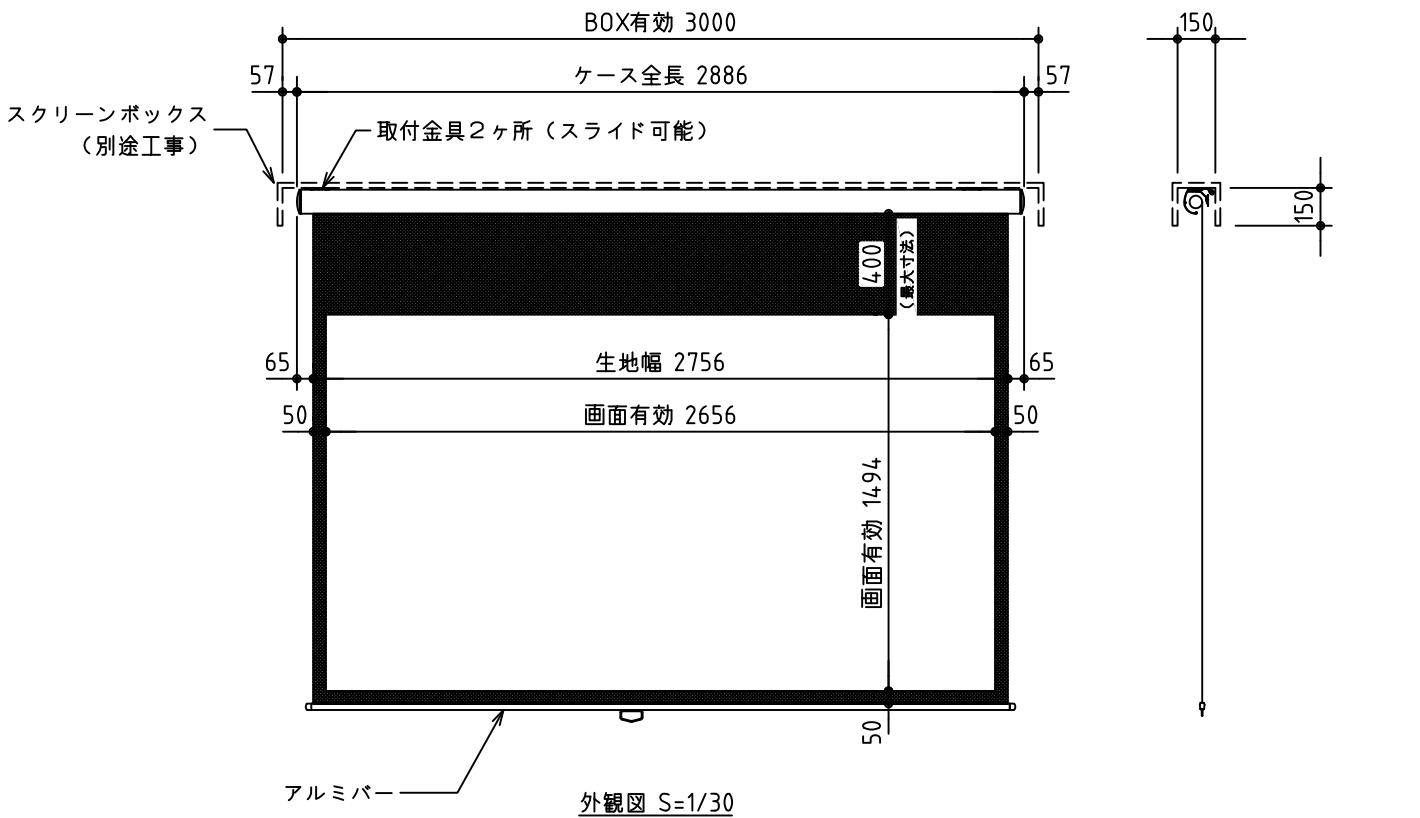 BOX有効 3000
150
57
ケース全長 2886
57
スクリーンボックス
（別途工事）
取付金具２ヶ所（スライド可能）
150
400
（最大寸法）
65
生地幅 2756
65
50
画面有効 2656
50
画面有効 1494
50
アルミバー
外観図 S=1/30